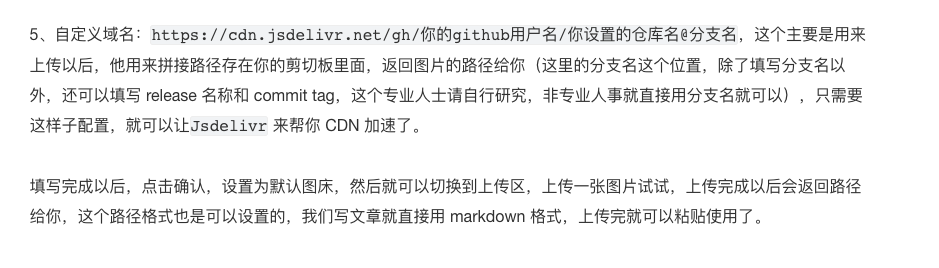 5、自定义域名：https://cdn.jsdelivr.net/gh/你的github用户名/你设置的仓库名@分支名，这个主要是用来
上传以后，他用来拼接路径存在你的剪切板里面，返回图片的路径给你（这里的分支名这个位置，除了填写分支名以
外，还可以填写 release 名称和 commit tag，这个专业人士请自行研究，非专业人事就直接用分支名就可以），只需要
这样子配置，就可以让Jsdelivr 来帮你 CDN 加速了。
填写完成以后，点击确认，设置为默认图床，然后就可以切换到上传区，上传一张图片试试，上传完成以后会返回路径
给你，这个路径格式也是可以设置的，我们写文章就直接用 markdown 格式，上传完就可以粘贴使用了。